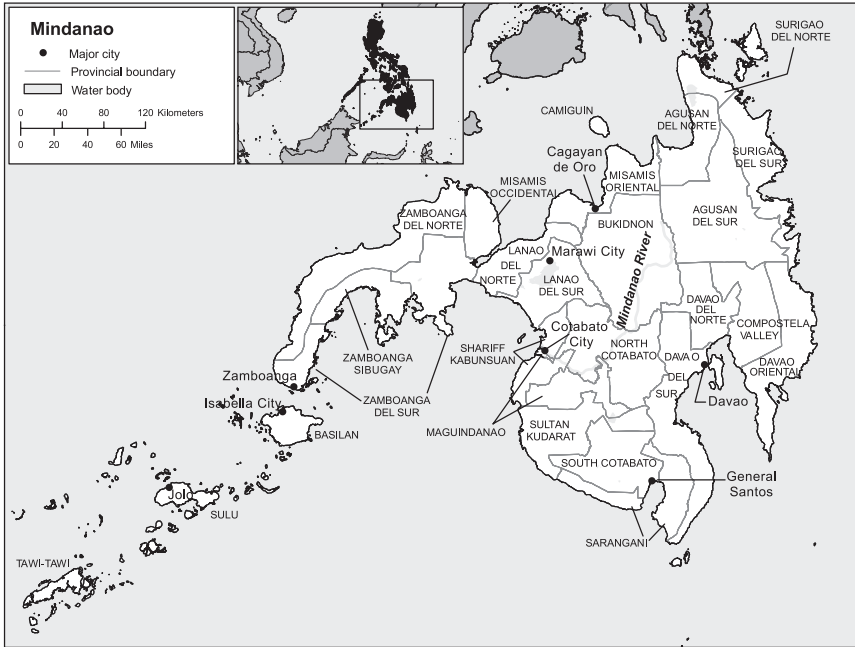 Mindanao
Major city
Provincial boundary
Water body
0 40 80 120 Kilometers
0 20 40 60 Miles
SURIGAO
DEL NORTE
CAMIGUIN
AGUSAN
DEL NORTE
Cagayan
de Oro
SURIGAO
DEL SUR
MISAMIS
ORIENTAL
MISAMIS
OCCIDENTAL
ZAMBOANGA
DEL NORTE
BUKIDNON
AGUSAN
DEL SUR
LANAO
DEL
NORTE
Marawi City
LANAO
DEL SUR
Mindanao River
DAVAO
DEL
NORTE
COMPOSTELA
VALLEY
Cotabato
City
SHARIFF
KABUNSUAN
NORTH
COTABATO
DAVAO
DEL
SUR
DAVAO
ORIENTAL
ZAMBOANGA
SIBUGAY
Zamboanga
ZAMBOANGA
DEL SUR
Isabella City
BASILAN
Davao
MAGUINDANAO
SULTAN
KUDARAT
SOUTH COTABATO
General
Santos
Jolo
SULU
SARANGANI
TAWI-TAWI